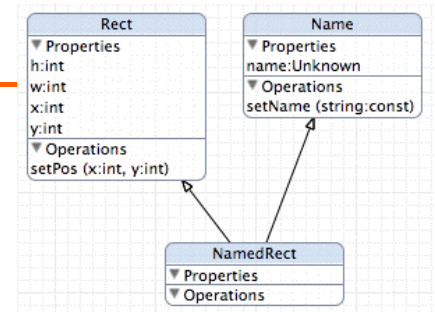 Rect
Properties
h:int
w:int
x:int
y:int
Operations
setPos (x:int, y:int)
Name
Properties
name:Unknown
Operations
setName (string:const)
NamedRect
Properties
Operations